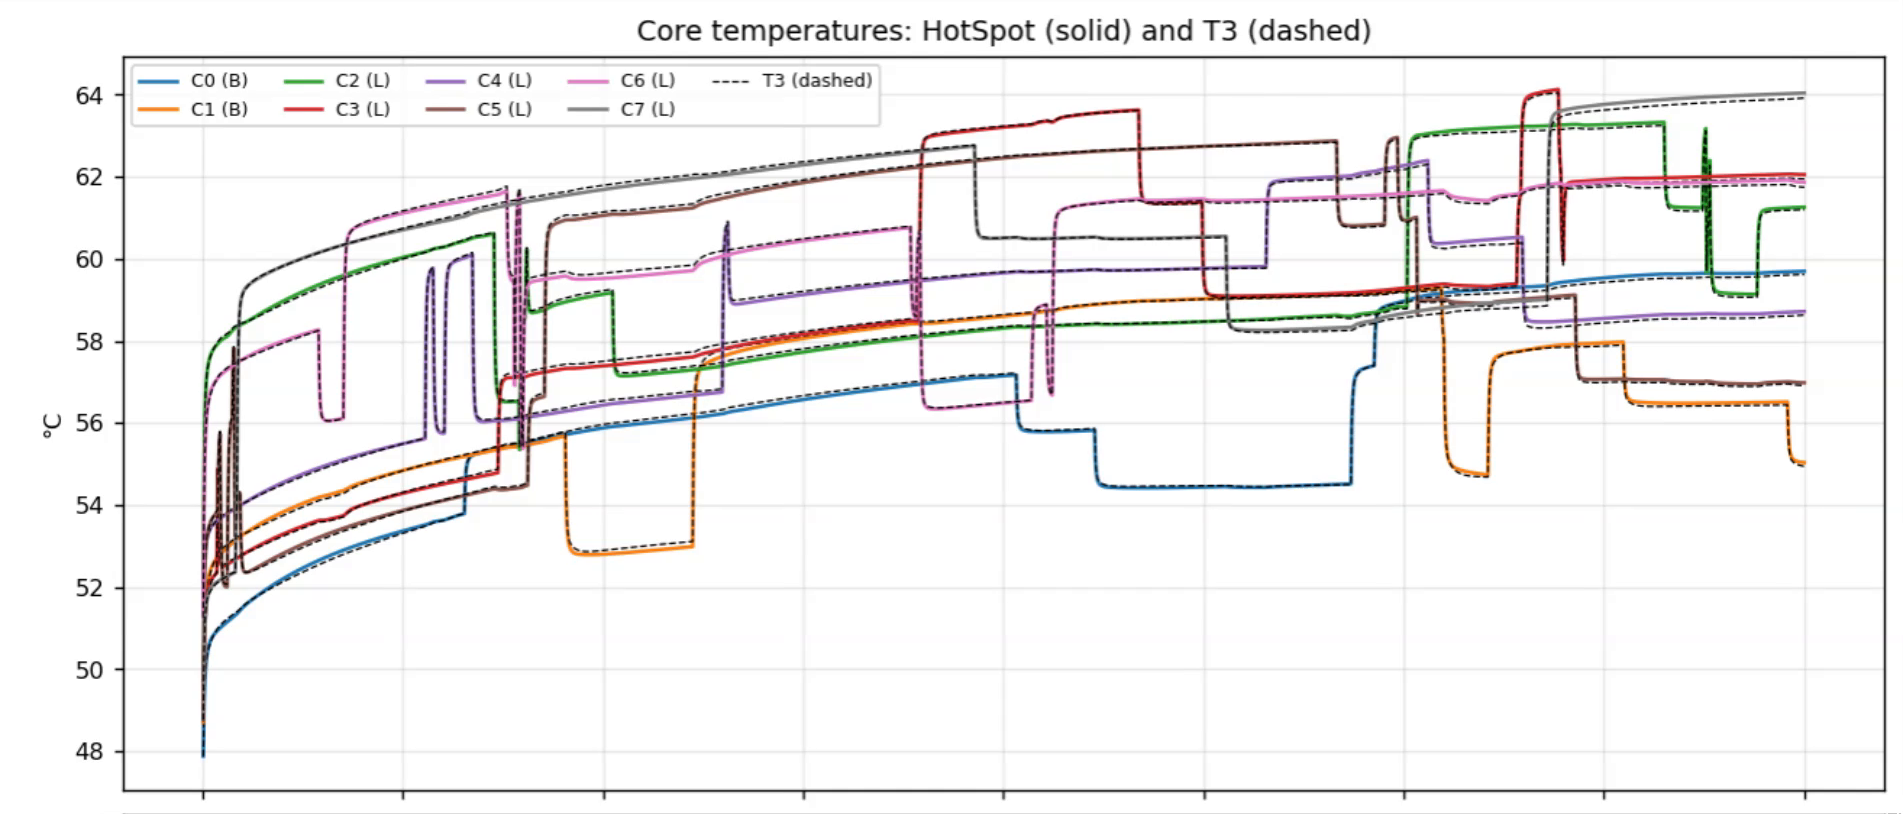 Core temperatures: HotSpot (solid) and T3 (dashed)
C0 (B) C2 (L) C4 (L) C6 (L) T3 (dashed)
C1 (B) C3 (L) C5 (L) C7 (L)
64
62
60
58
56
54
52
50
48
°C